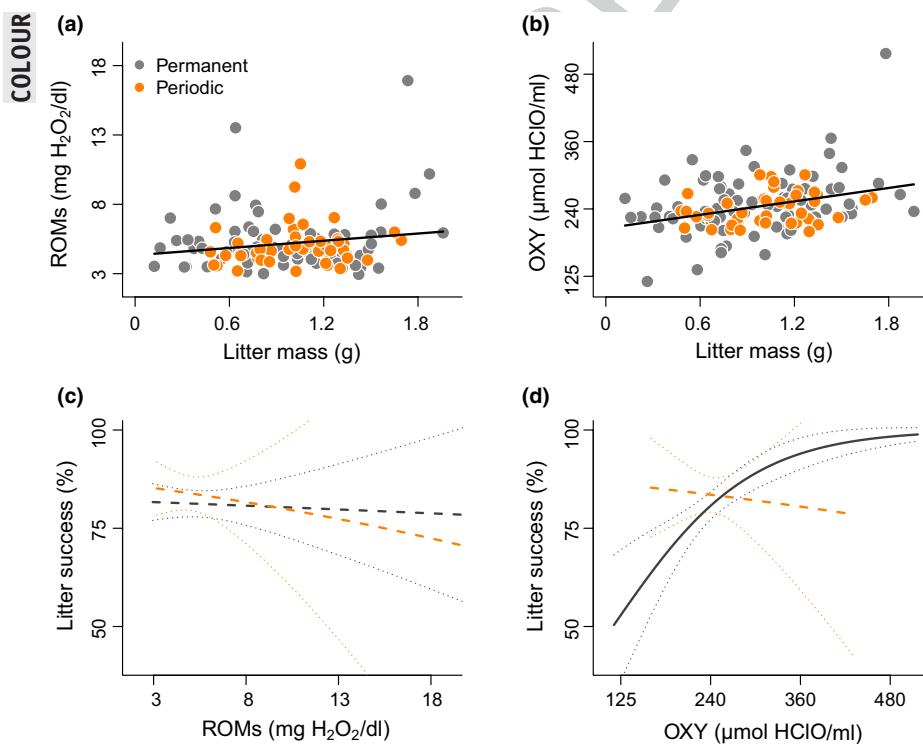 COLOUR
(a)
ROMs (mg H₂O₂/dl)
18
13
8
3
Permanent
Periodic
0 0.6 1.2 1.8
Litter mass (g)
(b)
OXY (µmol HClO/ml)
480
360
240
125
0 0.6 1.2 1.8
Litter mass (g)
(c)
Litter success (%)
100
75
50
3 8 13 18
ROMs (mg H₂O₂/dl)
(d)
Litter success (%)
100
75
50
125 240 360 480
OXY (µmol HClO/ml)